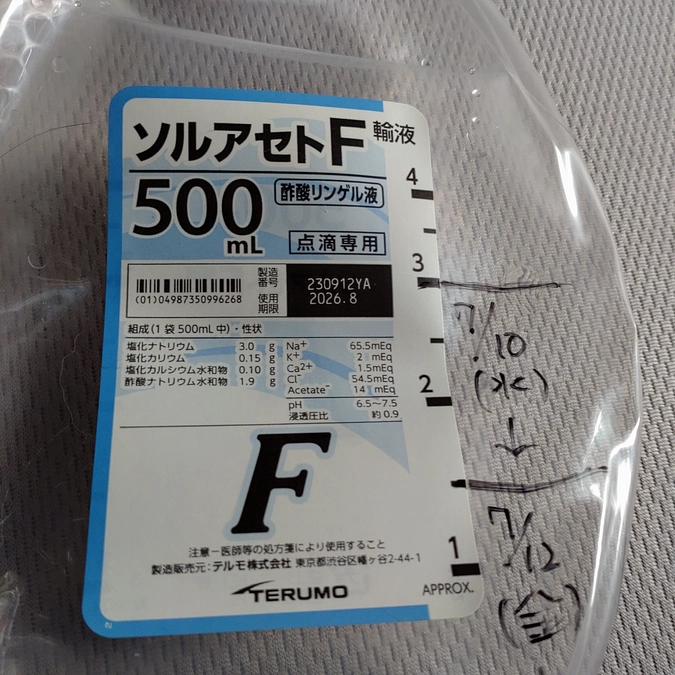 ソルアセトF 輸液
500mL
酢酸リンゲル液
点滴専用
製造番号 230912YA
使用期限 2026.8
(01)04987350996268
組成(1 袋 500mL 中)・性状
塩化ナトリウム 3.0 g
塩化カリウム 0.15 g
塩化カルシウム水和物 0.10 g
酢酸ナトリウム水和物 1.9 g
Na⁺ 65.5mEq
K⁺ 2 mEq
Ca²⁺ 1.5mEq
Cl⁻ 54.5mEq
Acetate⁻ 14 mEq
pH 6.5〜7.5
浸透圧比 約 0.9
F
注意−医師等の処方箋により使用すること
製造販売元:テルモ株式会社 東京都渋谷区幡ヶ谷2-44-1
TERUMO
4
3
2
1
APPROX.
7/10
(水)
↓
7/12
(金)